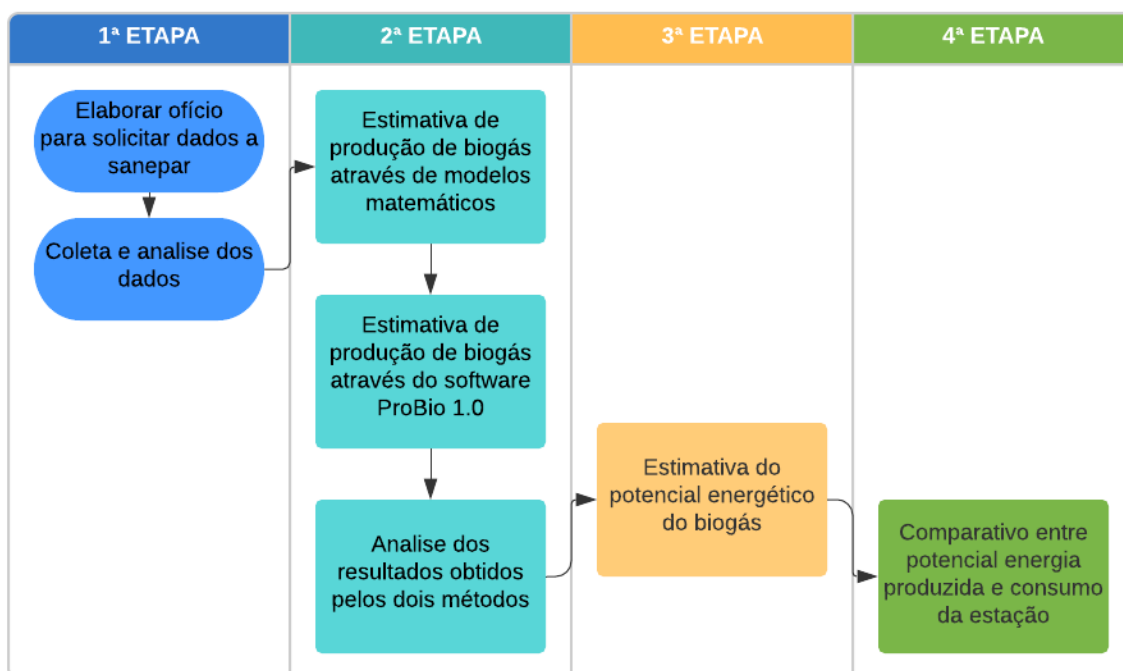 1ª ETAPA
2ª ETAPA
3ª ETAPA
4ª ETAPA
Elaborar ofício
para solicitar dados a
sanepar
Coleta e analise dos
dados
Estimativa de
produção de biogás
através de modelos
matemáticos
Estimativa de
produção de biogás
através do software
ProBio 1.0
Analise dos
resultados obtidos
pelos dois métodos
Estimativa do
potencial energético
do biogás
Comparativo entre
potencial energia
produzida e consumo
da estação